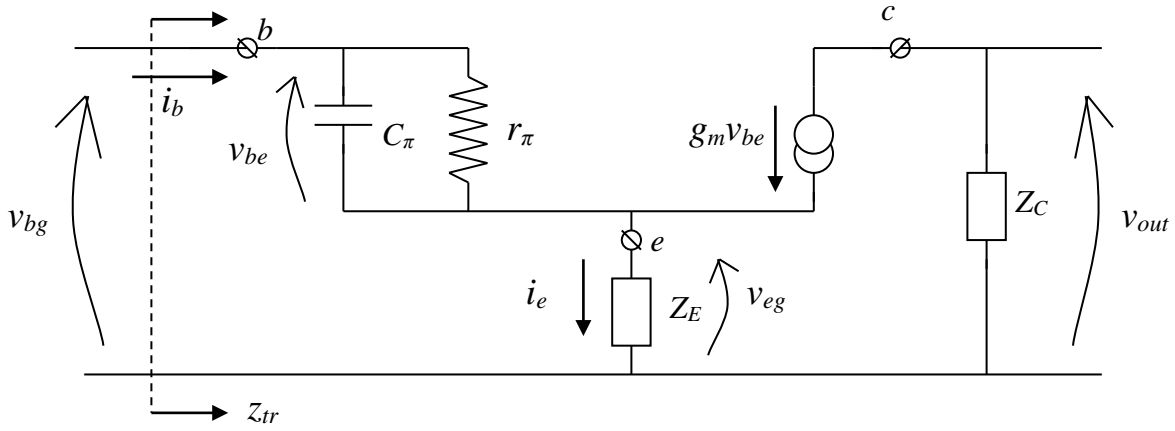 c
b
i_b
C_π
r_π
g_m v_be
v_be
Z_C
v_bg
v_out
e
i_e
Z_E
v_eg
z_tr